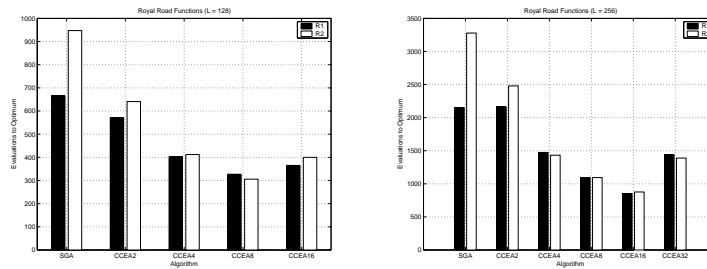 Royal Road Functions (L = 128)
1000
900
800
700
600
500
400
300
200
100
0
Evaluations to Optimum
R1
R2
SGA
CCEA2
CCEA4
CCEA8
CCEA16
Algorithm
Royal Road Functions (L = 256)
3500
3000
2500
2000
1500
1000
500
0
Evaluations to Optimum
SGA
CCEA2
CCEA4
CCEA8
CCEA16
CCEA32
Algorithm